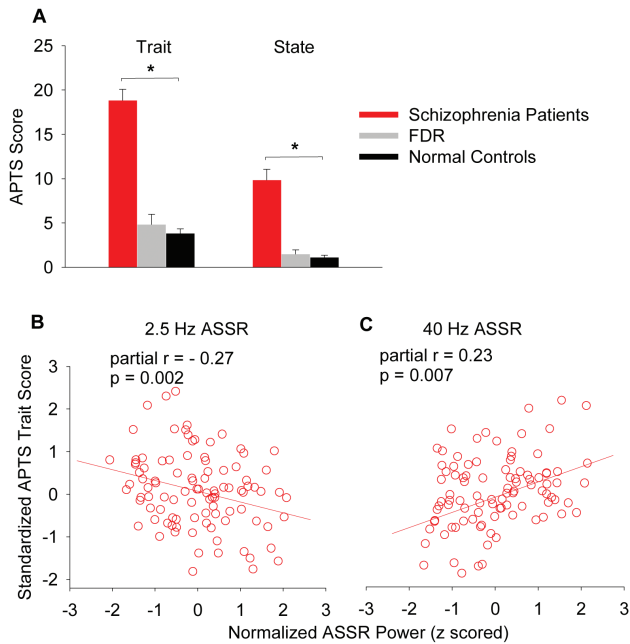 A
Trait
State
25
20
15
10
5
0
APTS Score
*
*
Schizophrenia Patients
FDR
Normal Controls
B
2.5 Hz ASSR
partial r = - 0.27
p = 0.002
C
40 Hz ASSR
partial r = 0.23
p = 0.007
Standardized APTS Trait Score
3
2
1
0
-1
-2
-3 -2 -1 0 1 2 3
-3 -2 -1 0 1 2 3
Normalized ASSR Power (z scored)